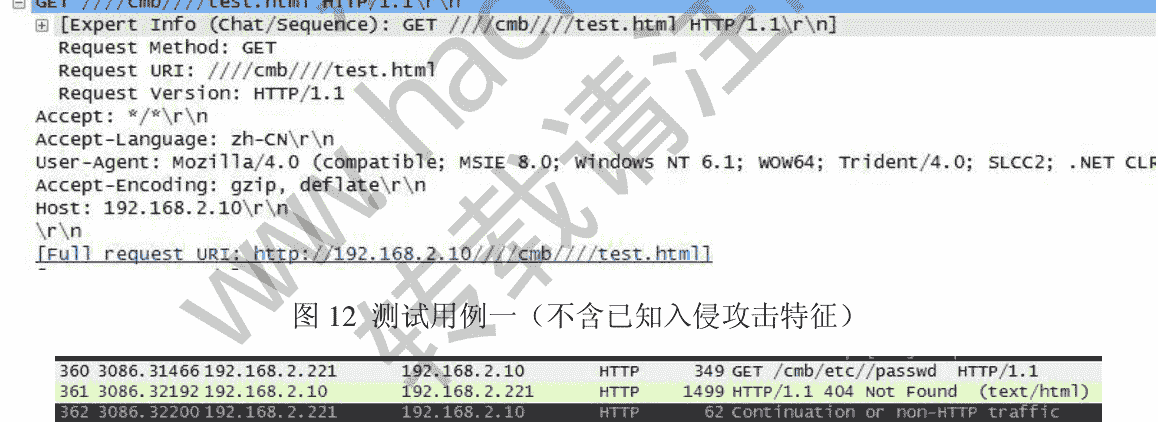 GET ////cmb////test.html HTTP/1.1\r\n
[Expert Info (Chat/Sequence): GET ////cmb////test.html HTTP/1.1\r\n]
Request Method: GET
Request URI: ////cmb////test.html
Request Version: HTTP/1.1
Accept: */*\r\n
Accept-Language: zh-CN\r\n
User-Agent: Mozilla/4.0 (compatible; MSIE 8.0; Windows NT 6.1; WOW64; Trident/4.0; SLCC2; .NET CLR
Accept-Encoding: gzip, deflate\r\n
Host: 192.168.2.10\r\n
\r\n
[Full request URI: http://192.168.2.10////cmb////test.html]
图 12 测试用例一（不含已知入侵攻击特征）
360 3086.31466 192.168.2.221 192.168.2.10 HTTP 349 GET /cmb/etc//passwd HTTP/1.1
361 3086.32192 192.168.2.10 192.168.2.221 HTTP 1499 HTTP/1.1 404 Not Found (text/html)
362 3086.32200 192.168.2.221 192.168.2.10 HTTP 62 Continuation or non-HTTP traffic
www.hao
转载请注